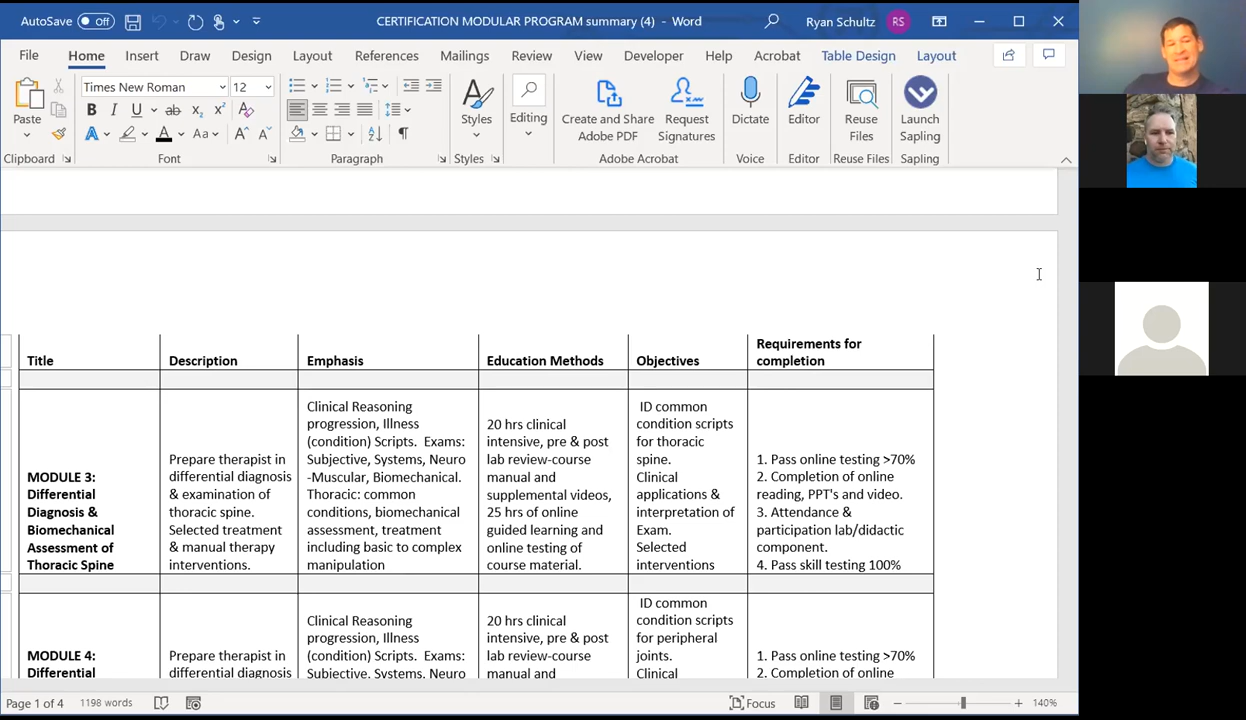 AutoSave Off CERTIFICATION MODULAR PROGRAM summary (4) - Word Ryan Schultz RS
File Home Insert Draw Design Layout References Mailings Review View Developer Help Acrobat Table Design Layout
Times New Roman 12
Paste
Styles
Editing
Create and Share
Adobe PDF
Request
Signatures
Dictate
Editor
Reuse
Files
Launch
Sapling
Clipboard Font Paragraph Styles Adobe Acrobat Voice Editor Reuse Files Sapling
Title
Description
Emphasis
Education Methods
Objectives
Requirements for
completion
MODULE 3:
Differential
Diagnosis &
Biomechanical
Assessment of
Thoracic Spine
Prepare therapist in
differential diagnosis
& examination of
thoracic spine.
Selected treatment
& manual therapy
interventions.
Clinical Reasoning
progression, Illness
(condition) Scripts. Exams:
Subjective, Systems, Neuro
-Muscular, Biomechanical.
Thoracic: common
conditions, biomechanical
assessment, treatment
including basic to complex
manipulation
20 hrs clinical
intensive, pre & post
lab review-course
manual and
supplemental videos,
25 hrs of online
guided learning and
online testing of
course material.
ID common
condition scripts
for thoracic
spine.
Clinical
applications &
interpretation of
Exam.
Selected
interventions
1. Pass online testing >70%
2. Completion of online
reading, PPT's and video.
3. Attendance &
participation lab/didactic
component.
4. Pass skill testing 100%
MODULE 4:
Differential
Prepare therapist in
differential diagnosis
Clinical Reasoning
progression, Illness
(condition) Scripts. Exams:
Subjective, Systems, Neuro
20 hrs clinical
intensive, pre & post
lab review-course
manual and
ID common
condition scripts
for peripheral
joints.
Clinical
1. Pass online testing >70%
2. Completion of online
Page 1 of 4 1198 words Focus 140%